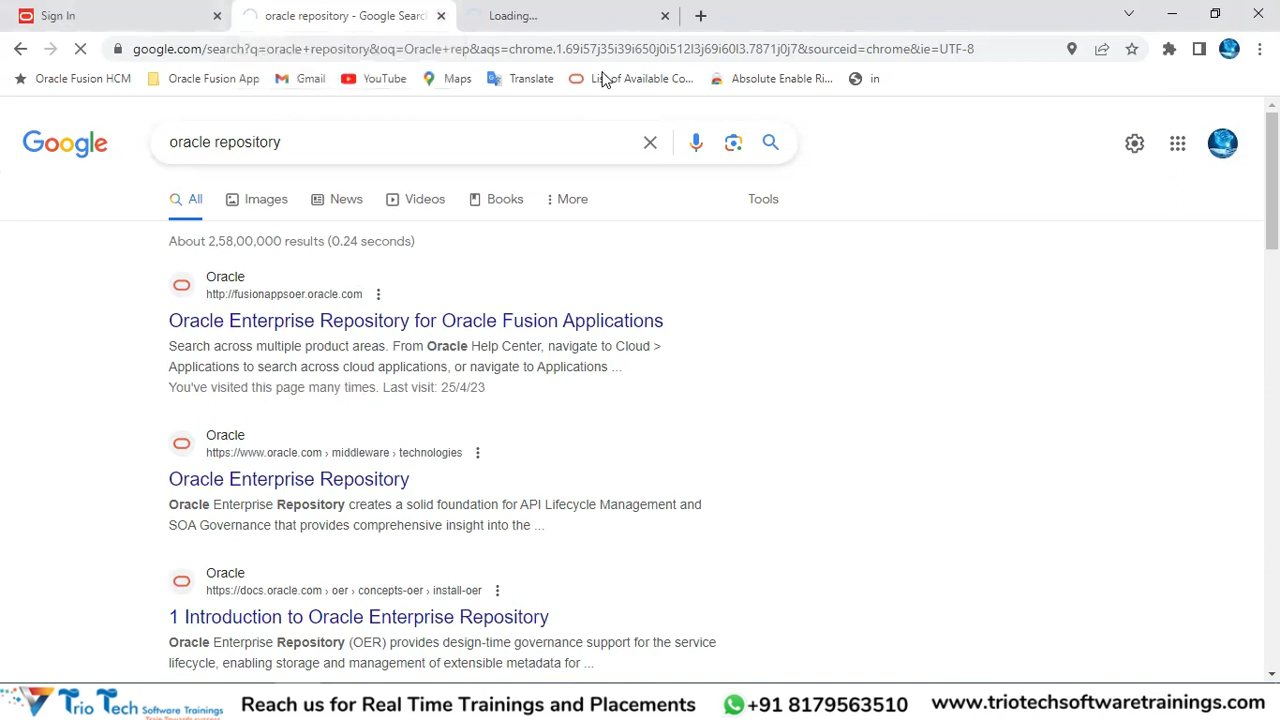 Sign In
oracle repository - Google Searc
Loading...
google.com/search?q=oracle+repository&oq=Oracle+rep&aqs=chrome.1.69i57j35i39i650j0i512l3j69i60l3.7871j0j7&sourceid=chrome&ie=UTF-8
Oracle Fusion HCM
Oracle Fusion App
Gmail
YouTube
Maps
Translate
List of Available Co...
Absolute Enable Ri...
in
Google
oracle repository
All
Images
News
Videos
Books
More
Tools
About 2,58,00,000 results (0.24 seconds)
Oracle
http://fusionappsoer.oracle.com
Oracle Enterprise Repository for Oracle Fusion Applications
Search across multiple product areas. From Oracle Help Center, navigate to Cloud >
Applications to search across cloud applications, or navigate to Applications ...
You've visited this page many times. Last visit: 25/4/23
Oracle
https://www.oracle.com › middleware › technologies
Oracle Enterprise Repository
Oracle Enterprise Repository creates a solid foundation for API Lifecycle Management and
SOA Governance that provides comprehensive insight into the ...
Oracle
https://docs.oracle.com › oer › concepts-oer › install-oer
1 Introduction to Oracle Enterprise Repository
Oracle Enterprise Repository (OER) provides design-time governance support for the service
lifecycle, enabling storage and management of extensible metadata for ...
Trio Tech Software Trainings
Reach us for Real Time Trainings and Placements
+91 8179563510
www.triotechsoftwaretrainings.com